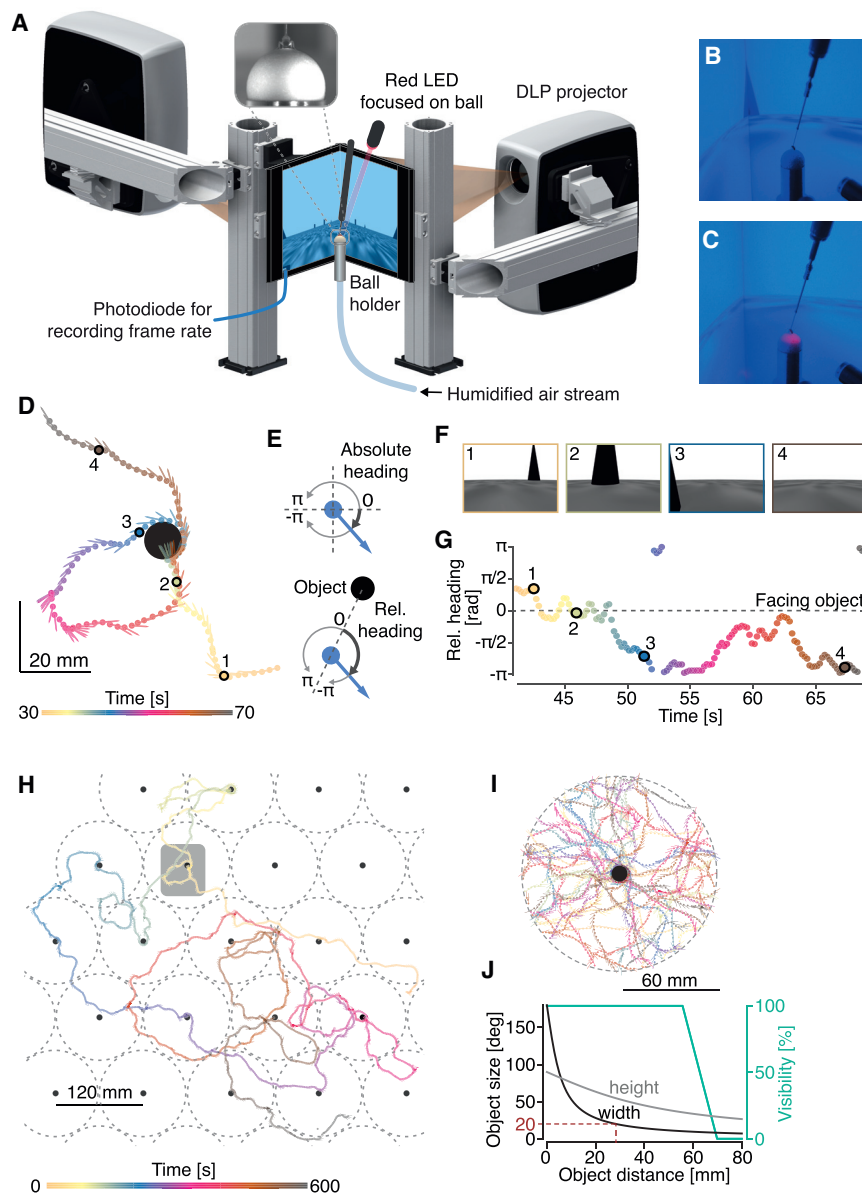 A
Red LED
focused on ball
DLP projector
Photodiode for
recording frame rate
Ball
holder
Humidified air stream
B
C
D
4
3
2
1
20 mm
Time [s]
30
70
E
Absolute
heading
π
0
-π
Object
0
Rel.
heading
π
-π
F
1
2
3
4
G
Rel. heading
[rad]
π
π/2
0
-π/2
-π
1
2
3
4
Facing object
45
50
55
60
65
Time [s]
H
120 mm
Time [s]
0
600
I
60 mm
J
Object size [deg]
150
100
50
20
0
height
width
100
50
0
Visibility [%]
0
20
40
60
80
Object distance [mm]